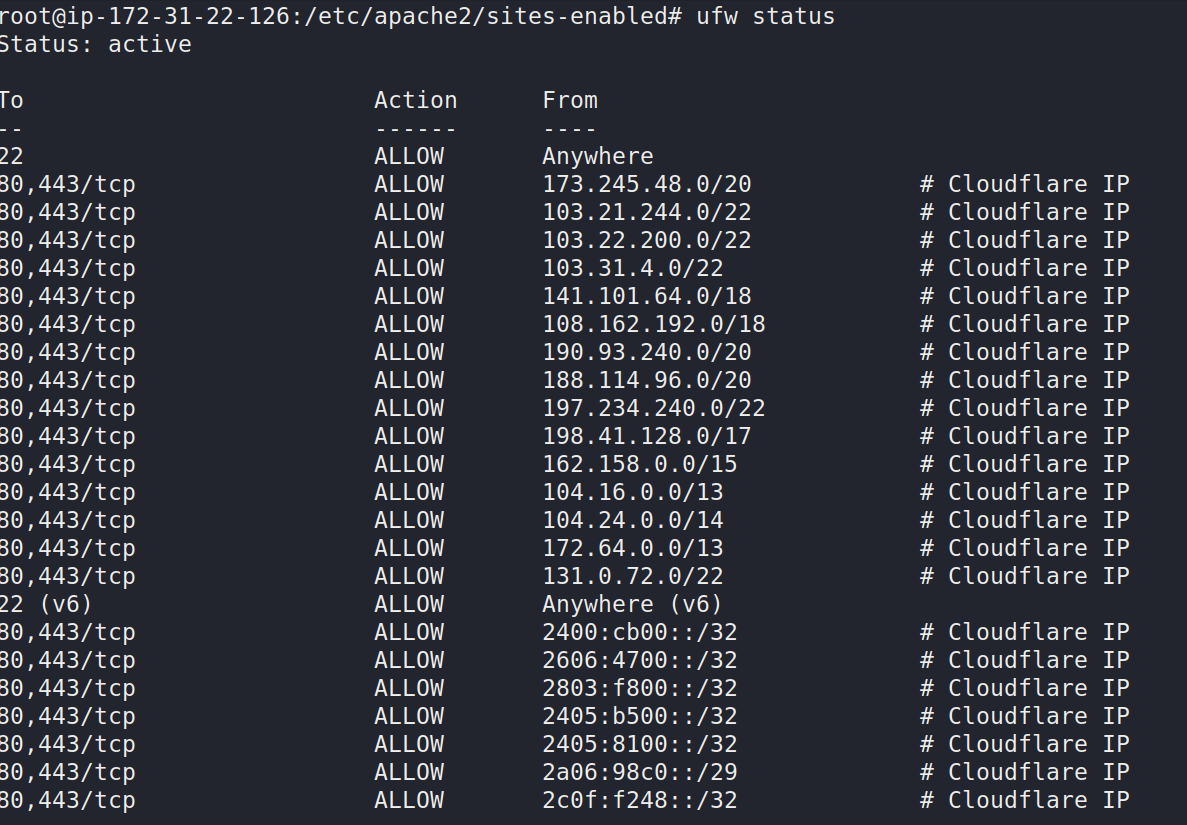 root@ip-172-31-22-126:/etc/apache2/sites-enabled# ufw status
Status: active
To Action From
-- ------ ----
22 ALLOW Anywhere
80,443/tcp ALLOW 173.245.48.0/20 # Cloudflare IP
80,443/tcp ALLOW 103.21.244.0/22 # Cloudflare IP
80,443/tcp ALLOW 103.22.200.0/22 # Cloudflare IP
80,443/tcp ALLOW 103.31.4.0/22 # Cloudflare IP
80,443/tcp ALLOW 141.101.64.0/18 # Cloudflare IP
80,443/tcp ALLOW 108.162.192.0/18 # Cloudflare IP
80,443/tcp ALLOW 190.93.240.0/20 # Cloudflare IP
80,443/tcp ALLOW 188.114.96.0/20 # Cloudflare IP
80,443/tcp ALLOW 197.234.240.0/22 # Cloudflare IP
80,443/tcp ALLOW 198.41.128.0/17 # Cloudflare IP
80,443/tcp ALLOW 162.158.0.0/15 # Cloudflare IP
80,443/tcp ALLOW 104.16.0.0/13 # Cloudflare IP
80,443/tcp ALLOW 104.24.0.0/14 # Cloudflare IP
80,443/tcp ALLOW 172.64.0.0/13 # Cloudflare IP
80,443/tcp ALLOW 131.0.72.0/22 # Cloudflare IP
22 (v6) ALLOW Anywhere (v6)
80,443/tcp ALLOW 2400:cb00::/32 # Cloudflare IP
80,443/tcp ALLOW 2606:4700::/32 # Cloudflare IP
80,443/tcp ALLOW 2803:f800::/32 # Cloudflare IP
80,443/tcp ALLOW 2405:b500::/32 # Cloudflare IP
80,443/tcp ALLOW 2405:8100::/32 # Cloudflare IP
80,443/tcp ALLOW 2a06:98c0::/29 # Cloudflare IP
80,443/tcp ALLOW 2c0f:f248::/32 # Cloudflare IP